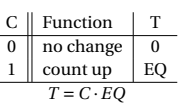 C Function T
0 no change 0
1 count up EQ
T = C · EQ